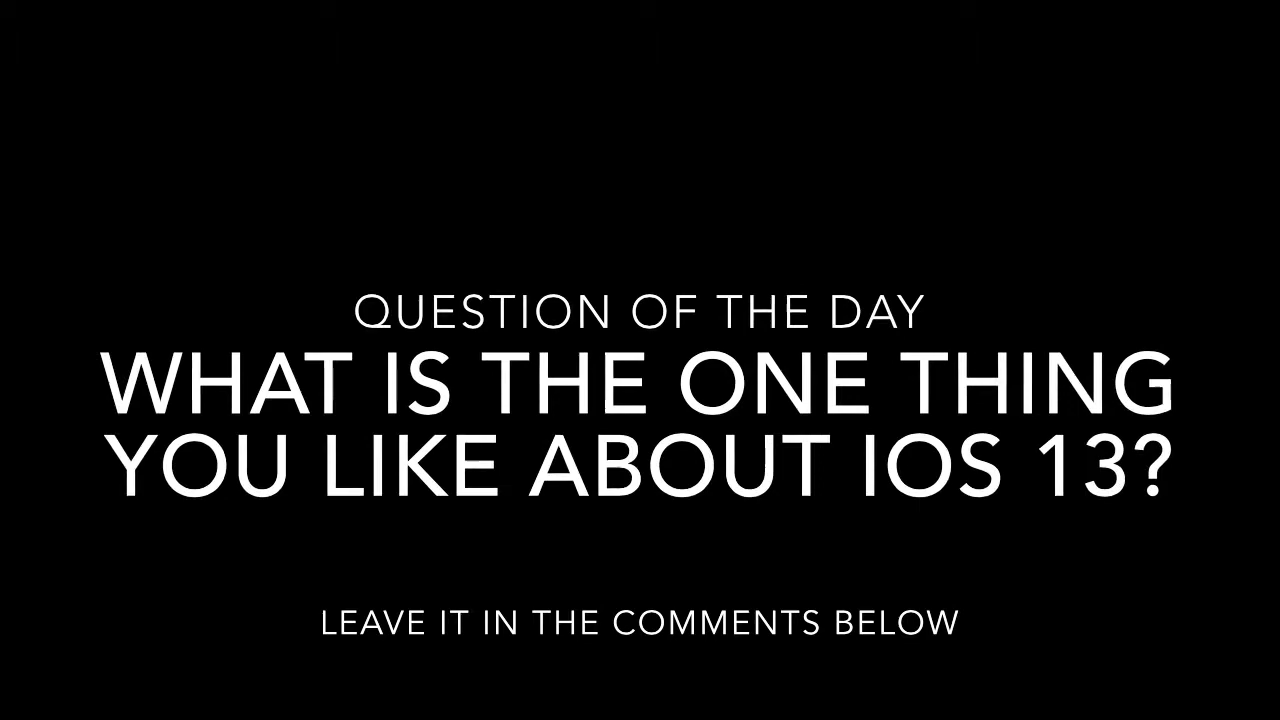 QUESTION OF THE DAY
WHAT IS THE ONE THING
YOU LIKE ABOUT IOS 13?
LEAVE IT IN THE COMMENTS BELOW